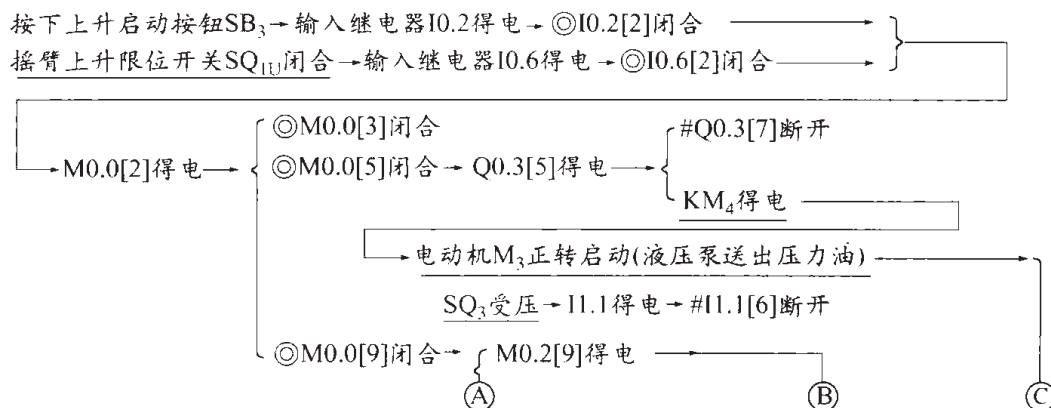 按下上升启动按钮SB₃→输入继电器I0.2得电→◎I0.2[2]闭合
摇臂上升限位开关SQ₁U闭合→输入继电器I0.6得电→◎I0.6[2]闭合
◎M0.0[3]闭合
#Q0.3[7]断开
M0.0[2]得电→
◎M0.0[5]闭合→Q0.3[5]得电→
KM₄得电
电动机M₃正转启动(液压泵送出压力油)
SQ₃受压→I1.1得电→#I1.1[6]断开
◎M0.0[9]闭合→M0.2[9]得电
A B C